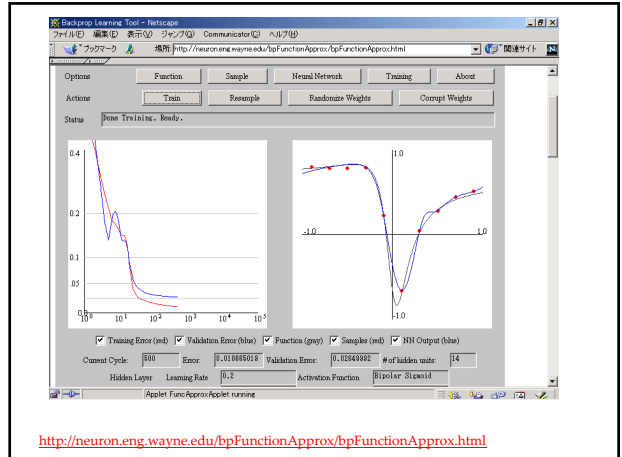 Backprop Learning Tool - Netscape
ファイル(F) 編集(E) 表示(V) ジャンプ(G) Communicator(C) ヘルプ(H)
ブックマーク 場所: http://neuron.eng.wayne.edu/bpFunctionApprox/bpFunctionApprox.html 関連サイト
Options Function Sample Neural Network Training About
Actions Train Resample Randomize Weights Corrupt Weights
Status Done Training. Ready.
0.4
0.2
0.1
.05
0.0
10^0 10^1 10^2 10^3 10^4 10^5
1.0
-1.0 1.0
-1.0
Training Error (red) Validation Error (blue) Function (gray) Samples (red) NN Output (blue)
Current Cycle: 500 Error: Validation Error: # of hidden units: 14
Hidden Layer Learning Rate 0.2 Activation Function Bipolar Sigmoid
Applet FuncApproxApplet running
http://neuron.eng.wayne.edu/bpFunctionApprox/bpFunctionApprox.html